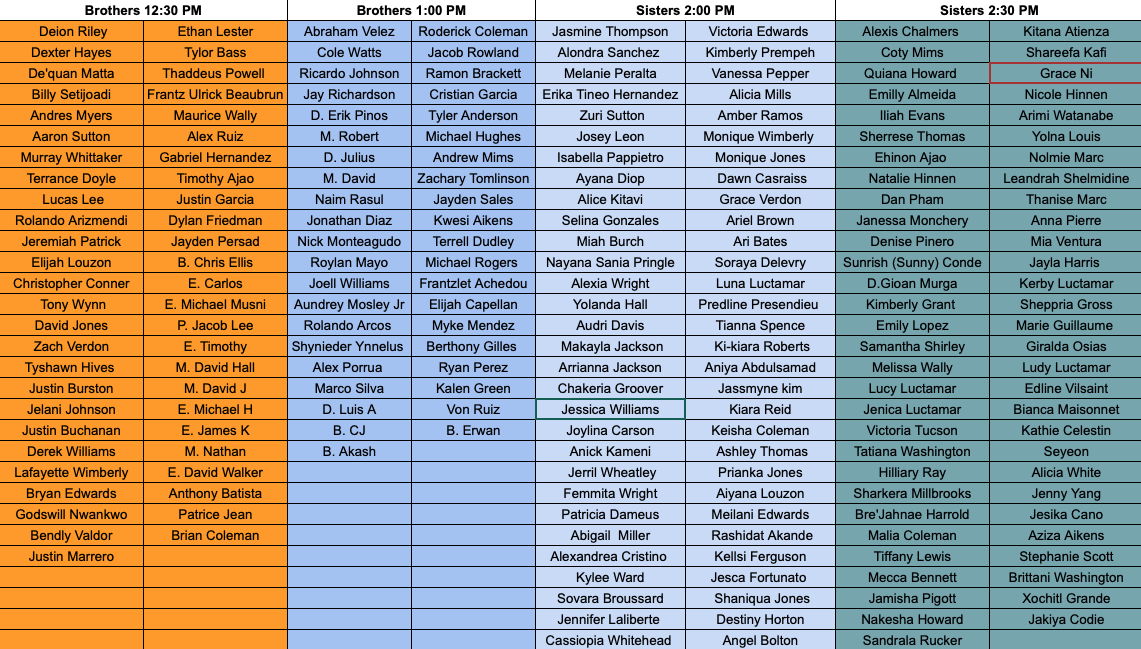 Brothers 12:30 PM Brothers 1:00 PM Sisters 2:00 PM Sisters 2:30 PM
Deion Riley Ethan Lester Abraham Velez Roderick Coleman Jasmine Thompson Victoria Edwards Alexis Chalmers Kitana Atienza
Dexter Hayes Tylor Bass Cole Watts Jacob Rowland Alondra Sanchez Kimberly Prempeh Coty Mims Shareefa Kafi
De'quan Matta Thaddeus Powell Ricardo Johnson Ramon Brackett Melanie Peralta Vanessa Pepper Quiana Howard Grace Ni
Billy Setijoadi Frantz Ulrick Beaubrun Jay Richardson Cristian Garcia Erika Tineo Hernandez Alicia Mills Emilly Almeida Nicole Hinnen
Andres Myers Maurice Wally D. Erik Pinos Tyler Anderson Zuri Sutton Amber Ramos Iliah Evans Arimi Watanabe
Aaron Sutton Alex Ruiz M. Robert Michael Hughes Josey Leon Monique Wimberly Sherrese Thomas Yolna Louis
Murray Whittaker Gabriel Hernandez D. Julius Andrew Mims Isabella Pappietro Monique Jones Ehinon Ajao Nolmie Marc
Terrance Doyle Timothy Ajao M. David Zachary Tomlinson Ayana Diop Dawn Casraiss Natalie Hinnen Leandrah Shelmidine
Lucas Lee Justin Garcia Naim Rasul Jayden Sales Alice Kitavi Grace Verdon Dan Pham Thanise Marc
Rolando Arizmendi Dylan Friedman Jonathan Diaz Kwesi Aikens Selina Gonzales Ariel Brown Janessa Monchery Anna Pierre
Jeremiah Patrick Jayden Persad Nick Monteagudo Terrell Dudley Miah Burch Ari Bates Denise Pinero Mia Ventura
Elijah Louzon B. Chris Ellis Roylan Mayo Michael Rogers Nayana Sania Pringle Soraya Delevry Sunrish (Sunny) Conde Jayla Harris
Christopher Conner E. Carlos Joell Williams Frantzlet Achedou Alexia Wright Luna Luctamar D.Gioan Murga Kerby Luctamar
Tony Wynn E. Michael Musni Aundrey Mosley Jr Elijah Capellan Yolanda Hall Predline Presendieu Kimberly Grant Sheppria Gross
David Jones P. Jacob Lee Rolando Arcos Myke Mendez Audri Davis Tianna Spence Emily Lopez Marie Guillaume
Zach Verdon E. Timothy Shynieder Ynnelus Berthony Gilles Makayla Jackson Ki-kiara Roberts Samantha Shirley Giralda Osias
Tyshawn Hives M. David Hall Alex Porrua Ryan Perez Arrianna Jackson Aniya Abdulsamad Melissa Wally Ludy Luctamar
Justin Burston M. David J Marco Silva Kalen Green Chakeria Groover Jassmyne kim Lucy Luctamar Edline Vilsaint
Jelani Johnson E. Michael H D. Luis A Von Ruiz Jessica Williams Kiara Reid Jenica Luctamar Bianca Maisonnet
Justin Buchanan E. James K B. CJ B. Erwan Joylina Carson Keisha Coleman Victoria Tucson Kathie Celestin
Derek Williams M. Nathan B. Akash Anick Kameni Ashley Thomas Tatiana Washington Seyeon
Lafayette Wimberly E. David Walker Jerril Wheatley Prianka Jones Hilliary Ray Alicia White
Bryan Edwards Anthony Batista Femmita Wright Aiyana Louzon Sharkera Millbrooks Jenny Yang
Godswill Nwankwo Patrice Jean Patricia Dameus Meilani Edwards Bre'Jahnae Harrold Jesika Cano
Bendly Valdor Brian Coleman Abigail Miller Rashidat Akande Malia Coleman Aziza Aikens
Justin Marrero Alexandrea Cristino Kellsi Ferguson Tiffany Lewis Stephanie Scott
Kylee Ward Jesca Fortunato Mecca Bennett Brittani Washington
Sovara Broussard Shaniqua Jones Jamisha Pigott Xochitl Grande
Jennifer Laliberte Destiny Horton Nakesha Howard Jakiya Codie
Cassiopia Whitehead Angel Bolton Sandrala Rucker